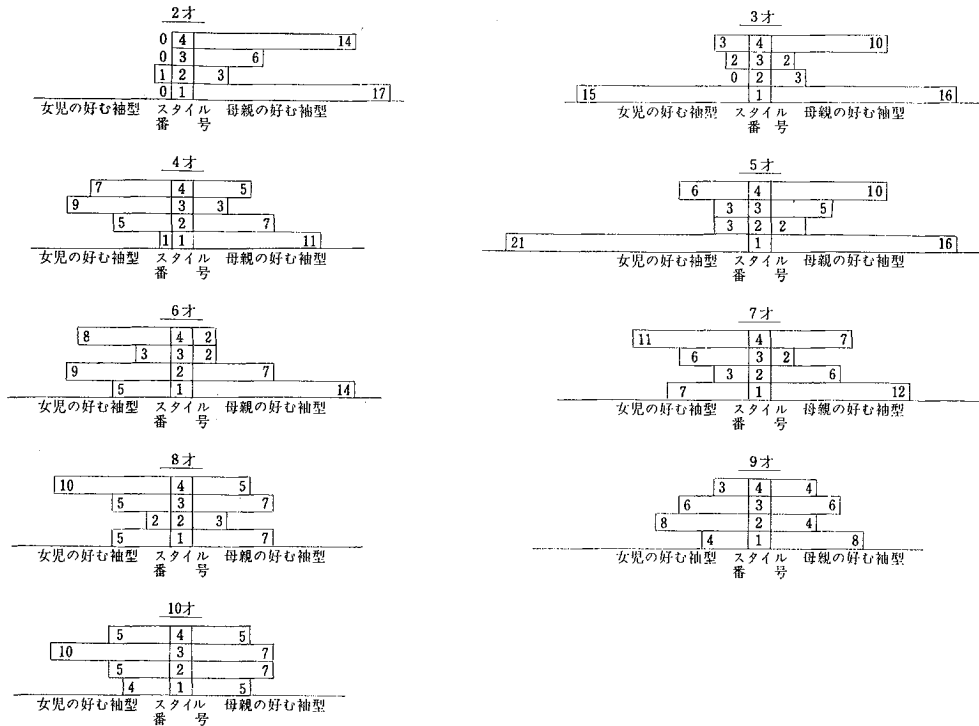 2才
0 4 14
0 3 6
1 2 3
0 1 17
女児の好む袖型 スタイル 母親の好む袖型
番 号
3才
3 4 10
2 3 2
0 2 3
15 1 16
女児の好む袖型 スタイル 母親の好む袖型
番 号
4才
7 4 5
9 3 3
5 2 7
1 1 11
女児の好む袖型 スタイル 母親の好む袖型
番 号
5才
6 4 10
3 3 5
3 2 2
21 1 16
女児の好む袖型 スタイル 母親の好む袖型
番 号
6才
8 4 2
3 3 2
9 2 7
5 1 14
女児の好む袖型 スタイル 母親の好む袖型
番 号
7才
11 4 7
6 3 2
3 2 6
7 1 12
女児の好む袖型 スタイル 母親の好む袖型
番 号
8才
10 4 5
5 3 7
2 2 3
5 1 7
女児の好む袖型 スタイル 母親の好む袖型
番 号
9才
3 4 4
6 3 6
8 2 4
4 1 8
女児の好む袖型 スタイル 母親の好む袖型
番 号
10才
5 4 5
10 3 7
5 2 7
4 1 5
女児の好む袖型 スタイル 母親の好む袖型
番 号